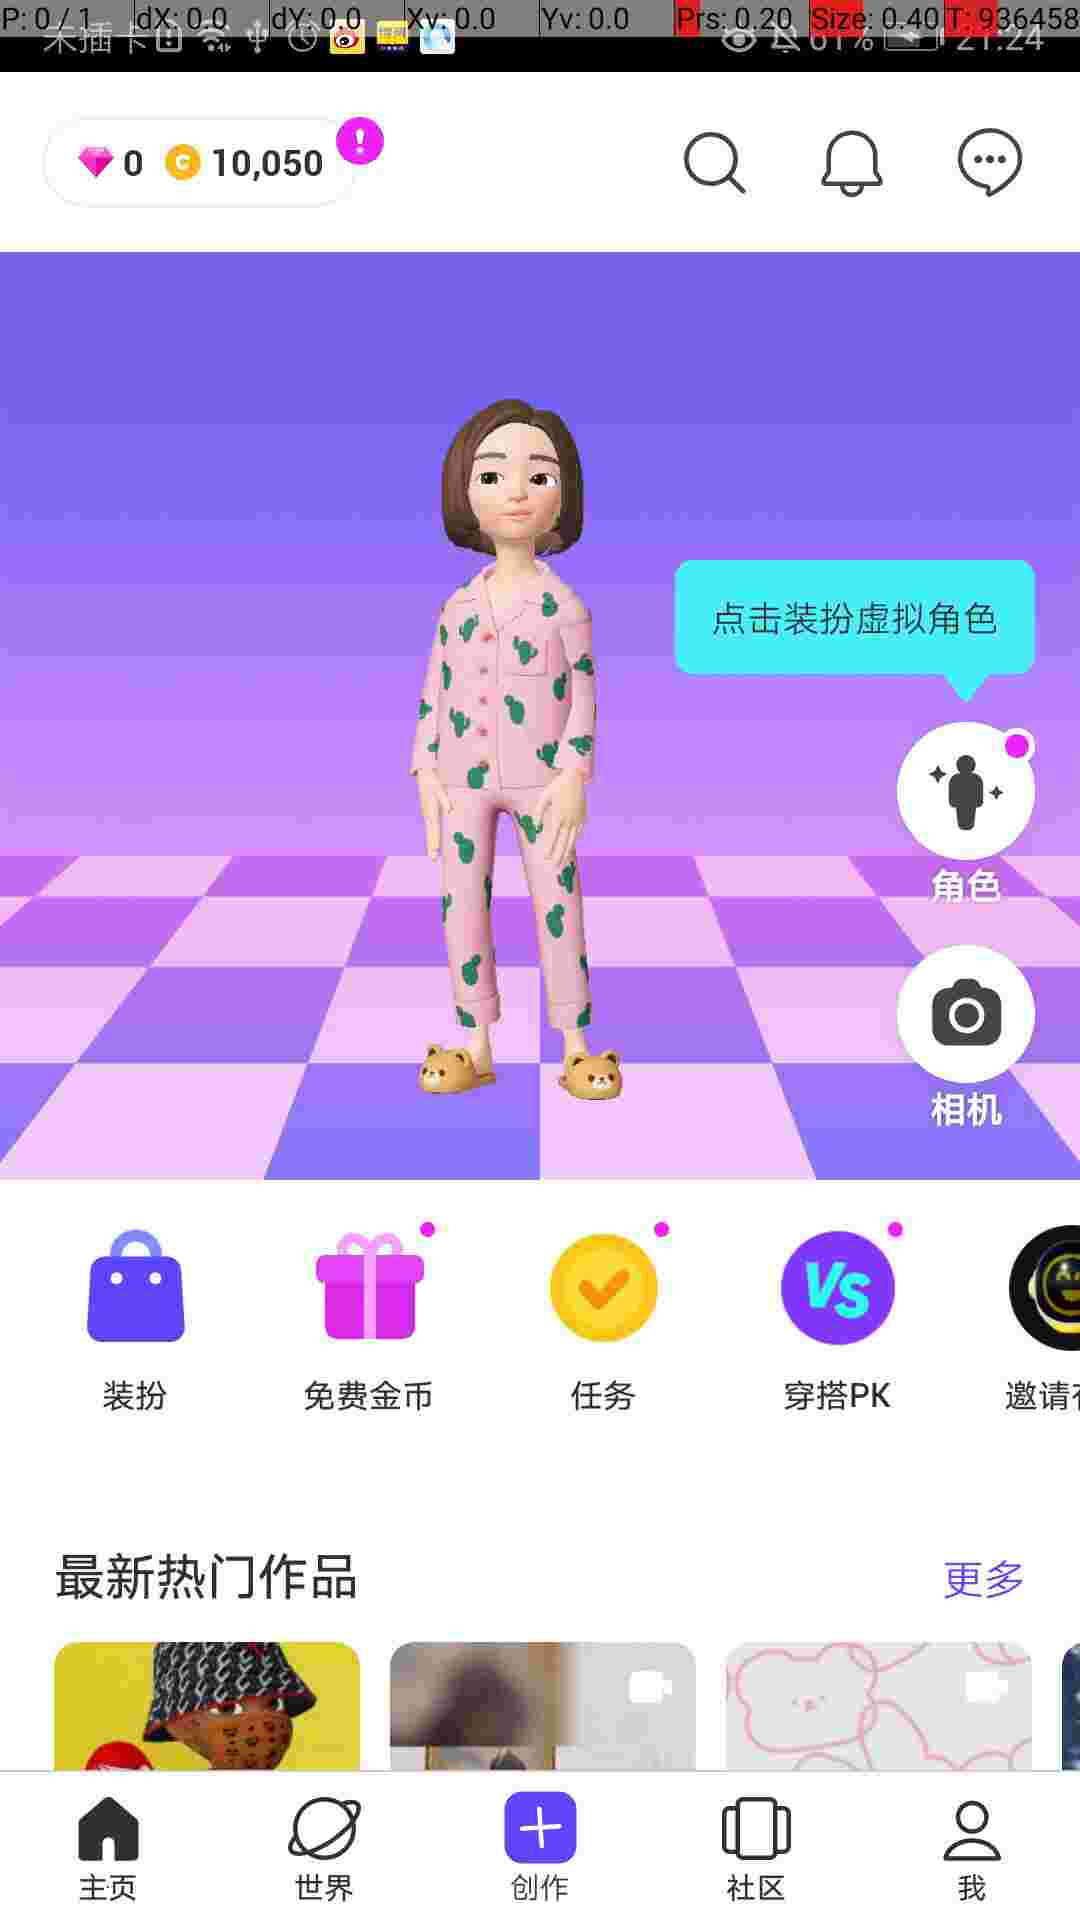 P: 0 / 1 dX: 0.0 dY: 0.0 Xv: 0.0 Yv: 0.0 Prs: 0.20 Size: 0.40 T: 936458
未插卡 61% 21:24
0 C 10,050 !
点击装扮虚拟角色
角色
相机
VS
装扮 免费金币 任务 穿搭PK 邀请
最新热门作品 更多
主页 世界 创作 社区 我